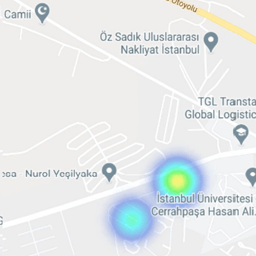 Otoyolu
Camii
Öz Sadık Uluslararası
Nakliyat İstanbul
TGL Transta
Global Logistic
Nurol Yeşilyaka
İstanbul Üniversitesi
Cerrahpaşa Hasan Ali.